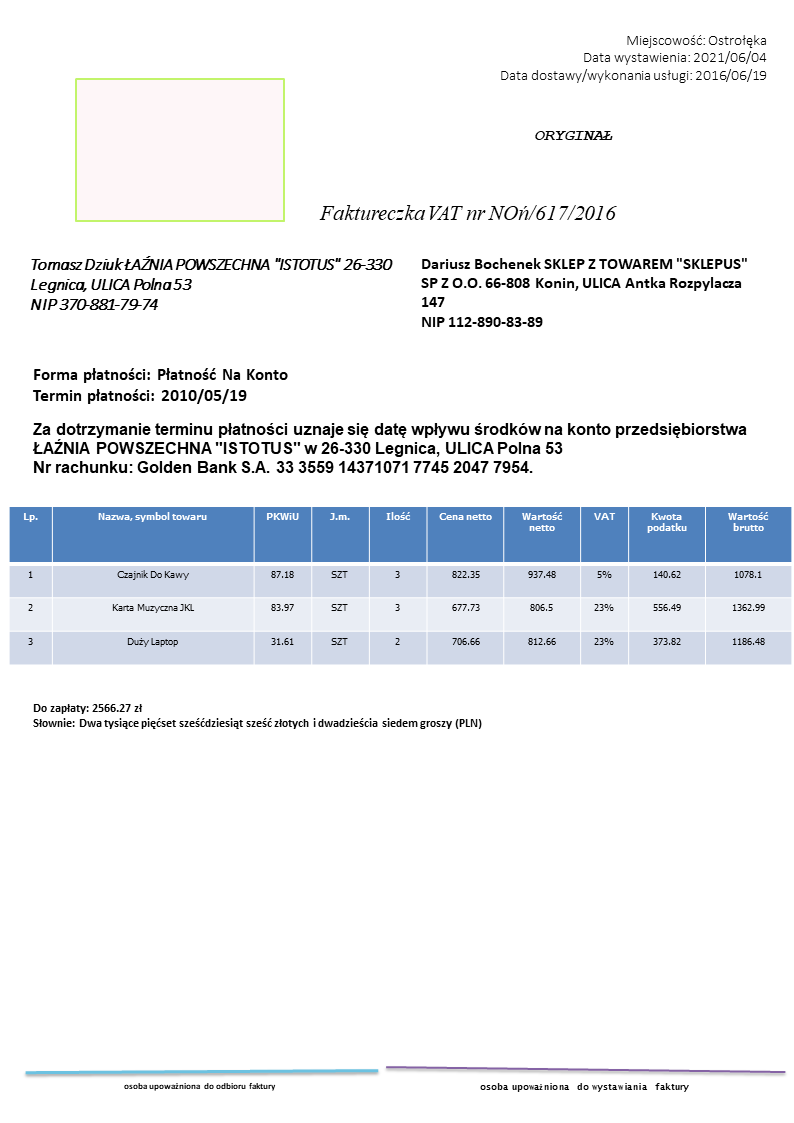 Miejscowość: Ostrołęka
Data wystawienia: 2021/06/04
Data dostawy/wykonania usługi: 2016/06/19
ORYGINAŁ
Faktureczka VAT nr NOń/617/2016
Tomasz Dziuk ŁAŹNIA POWSZECHNA "ISTOTUS" 26-330
Legnica, ULICA Polna 53
NIP 370-881-79-74
Dariusz Bochenek SKLEP Z TOWAREM "SKLEPUS"
SP Z O.O. 66-808 Konin, ULICA Antka Rozpylacza
147
NIP 112-890-83-89
Forma płatności: Płatność Na Konto
Termin płatności: 2010/05/19
Za dotrzymanie terminu płatności uznaje się datę wpływu środków na konto przedsiębiorstwa
ŁAŹNIA POWSZECHNA "ISTOTUS" w 26-330 Legnica, ULICA Polna 53
Nr rachunku: Golden Bank S.A. 33 3559 14371071 7745 2047 7954.
Lp. Nazwa, symbol towaru PKWiU J.m. Ilość Cena netto Wartość netto VAT Kwota podatku Wartość brutto
1 Czajnik Do Kawy 87.18 SZT 3 822.35 937.48 5% 140.62 1078.1
2 Karta Muzyczna JKL 83.97 SZT 3 677.73 806.5 23% 556.49 1362.99
3 Duży Laptop 31.61 SZT 2 706.66 812.66 23% 373.82 1186.48
Do zapłaty: 2566.27 zł
Słownie: Dwa tysiące pięćset sześćdziesiąt sześć złotych i dwadzieścia siedem groszy (PLN)
osoba upoważniona do odbioru faktury
osoba upoważniona do wystawiania faktury